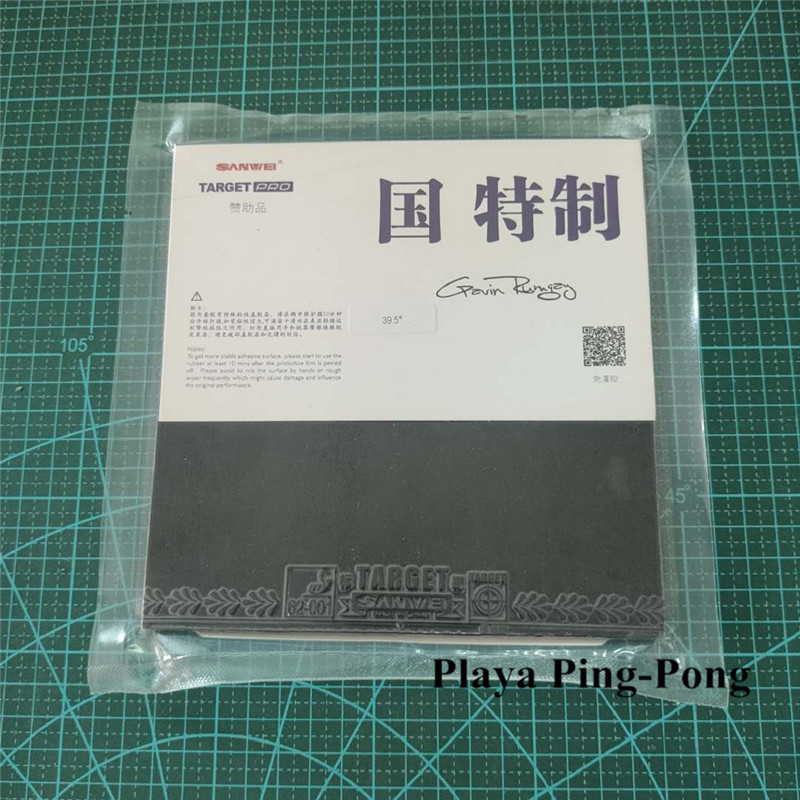 SANWEI®
TARGET PRO
赞助品
国 特制
Gavin Rumgay
39.5°
Notes:
To get more stable adhesive surface, please start to use the
rubber at least 10 mins after the protective film is peeled
off . Please avoid to rub the surface by hands or rough
wiper frequently which might cause damage and influence
the original performance.
免灌胶
105°
45°
TARGET
TARGET
62-001
SANWEI
Playa Ping-Pong